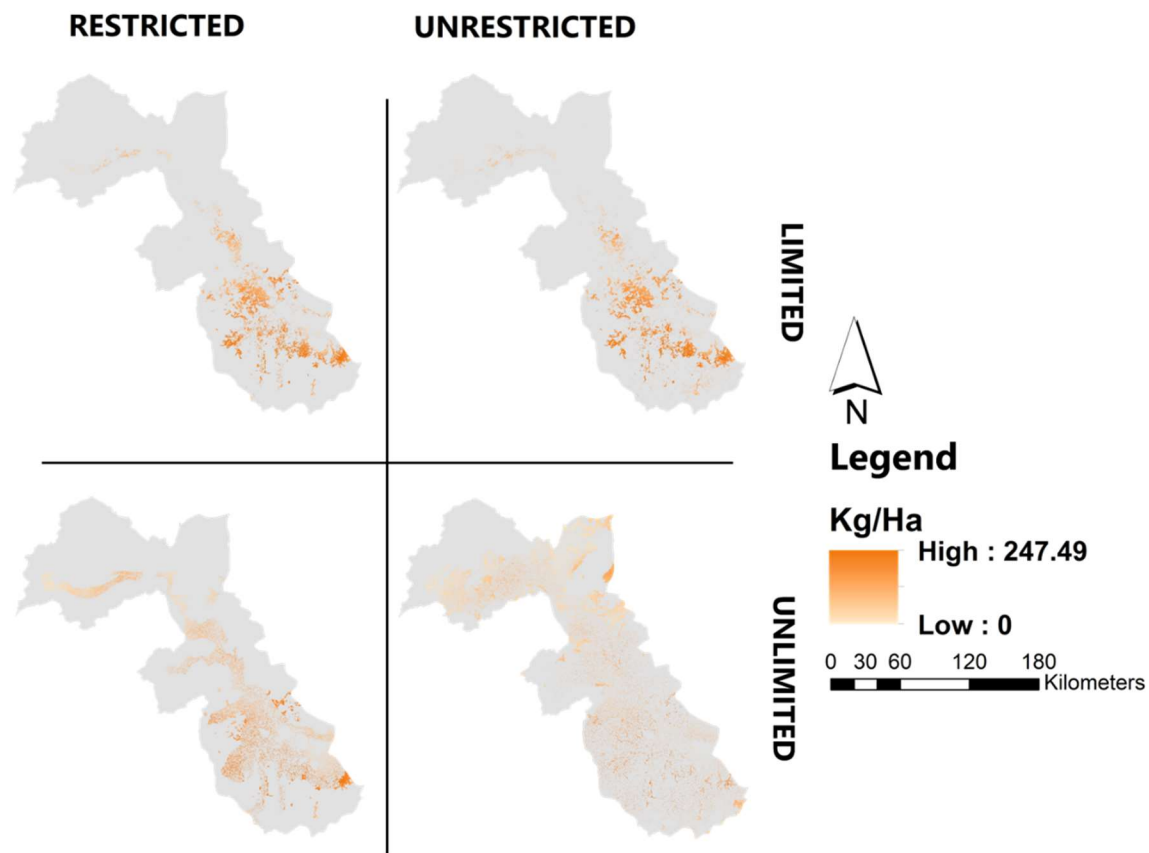 RESTRICTED
UNRESTRICTED
LIMITED
N
Legend
Kg/Ha
High : 247.49
Low : 0
0 30 60 120 180
Kilometers
UNLIMITED